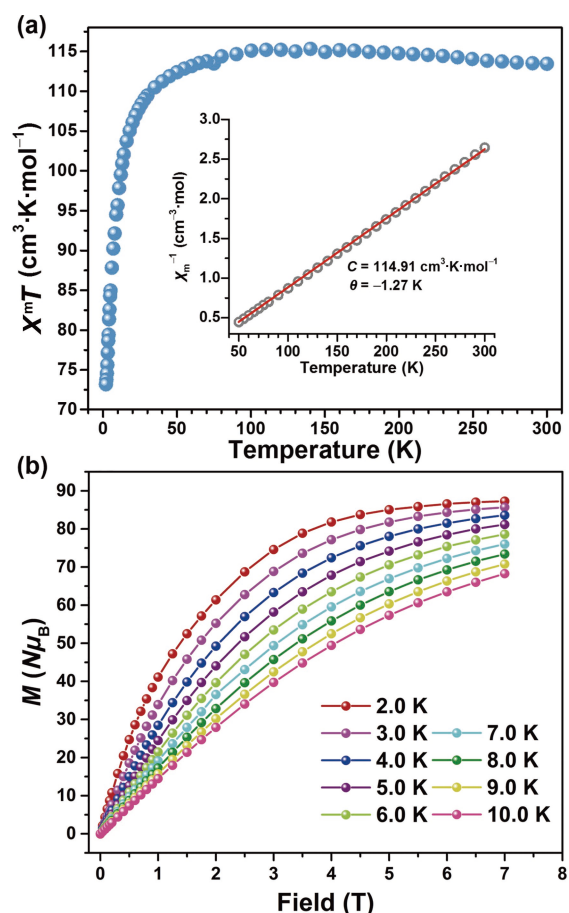 (a)
115
110
105
100
95
90
85
80
75
70
XᵐT (cm³·K·mol⁻¹)
3.0
2.5
2.0
1.5
1.0
0.5
Xₘ⁻¹ (cm⁻³·mol)
C = 114.91 cm³·K·mol⁻¹
θ = −1.27 K
50 100 150 200 250 300
Temperature (K)
0 50 100 150 200 250 300
Temperature (K)
(b)
90
80
70
60
50
40
30
20
10
0
M (NμB)
2.0 K
3.0 K 7.0 K
4.0 K 8.0 K
5.0 K 9.0 K
6.0 K 10.0 K
0 1 2 3 4 5 6 7 8
Field (T)